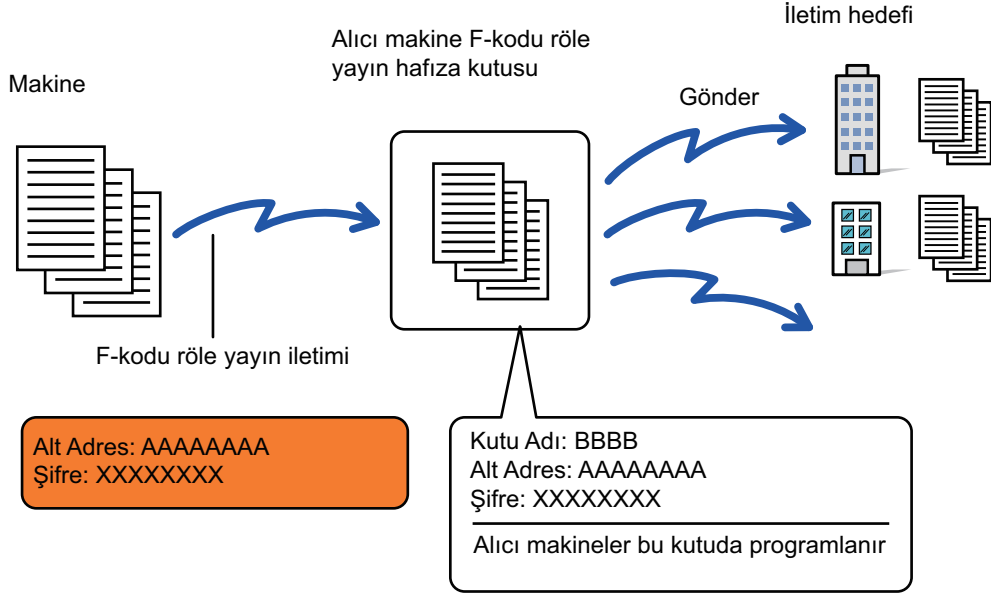 İletim hedefi
Alıcı makine F-kodu röle
yayın hafıza kutusu
Makine
Gönder
F-kodu röle yayın iletimi
Alt Adres: AAAAAAAA
Şifre: XXXXXXXX
Kutu Adı: BBBB
Alt Adres: AAAAAAAA
Şifre: XXXXXXXX
Alıcı makineler bu kutuda programlanır